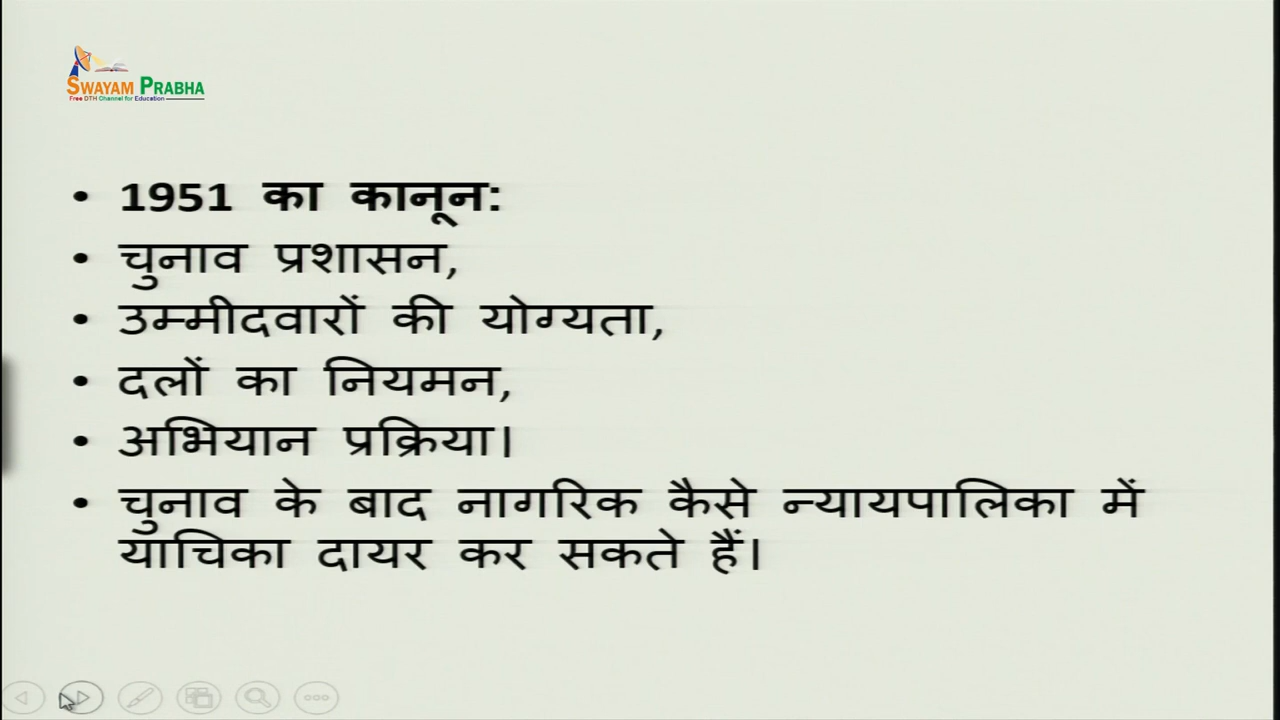 SWAYAM PRABHA
Free DTH Channel for Education
• 1951 का कानून:
• चुनाव प्रशासन,
• उम्मीदवारों की योग्यता,
• दलों का नियमन,
• अभियान प्रक्रिया।
• चुनाव के बाद नागरिक कैसे न्यायपालिका में
याचिका दायर कर सकते हैं।